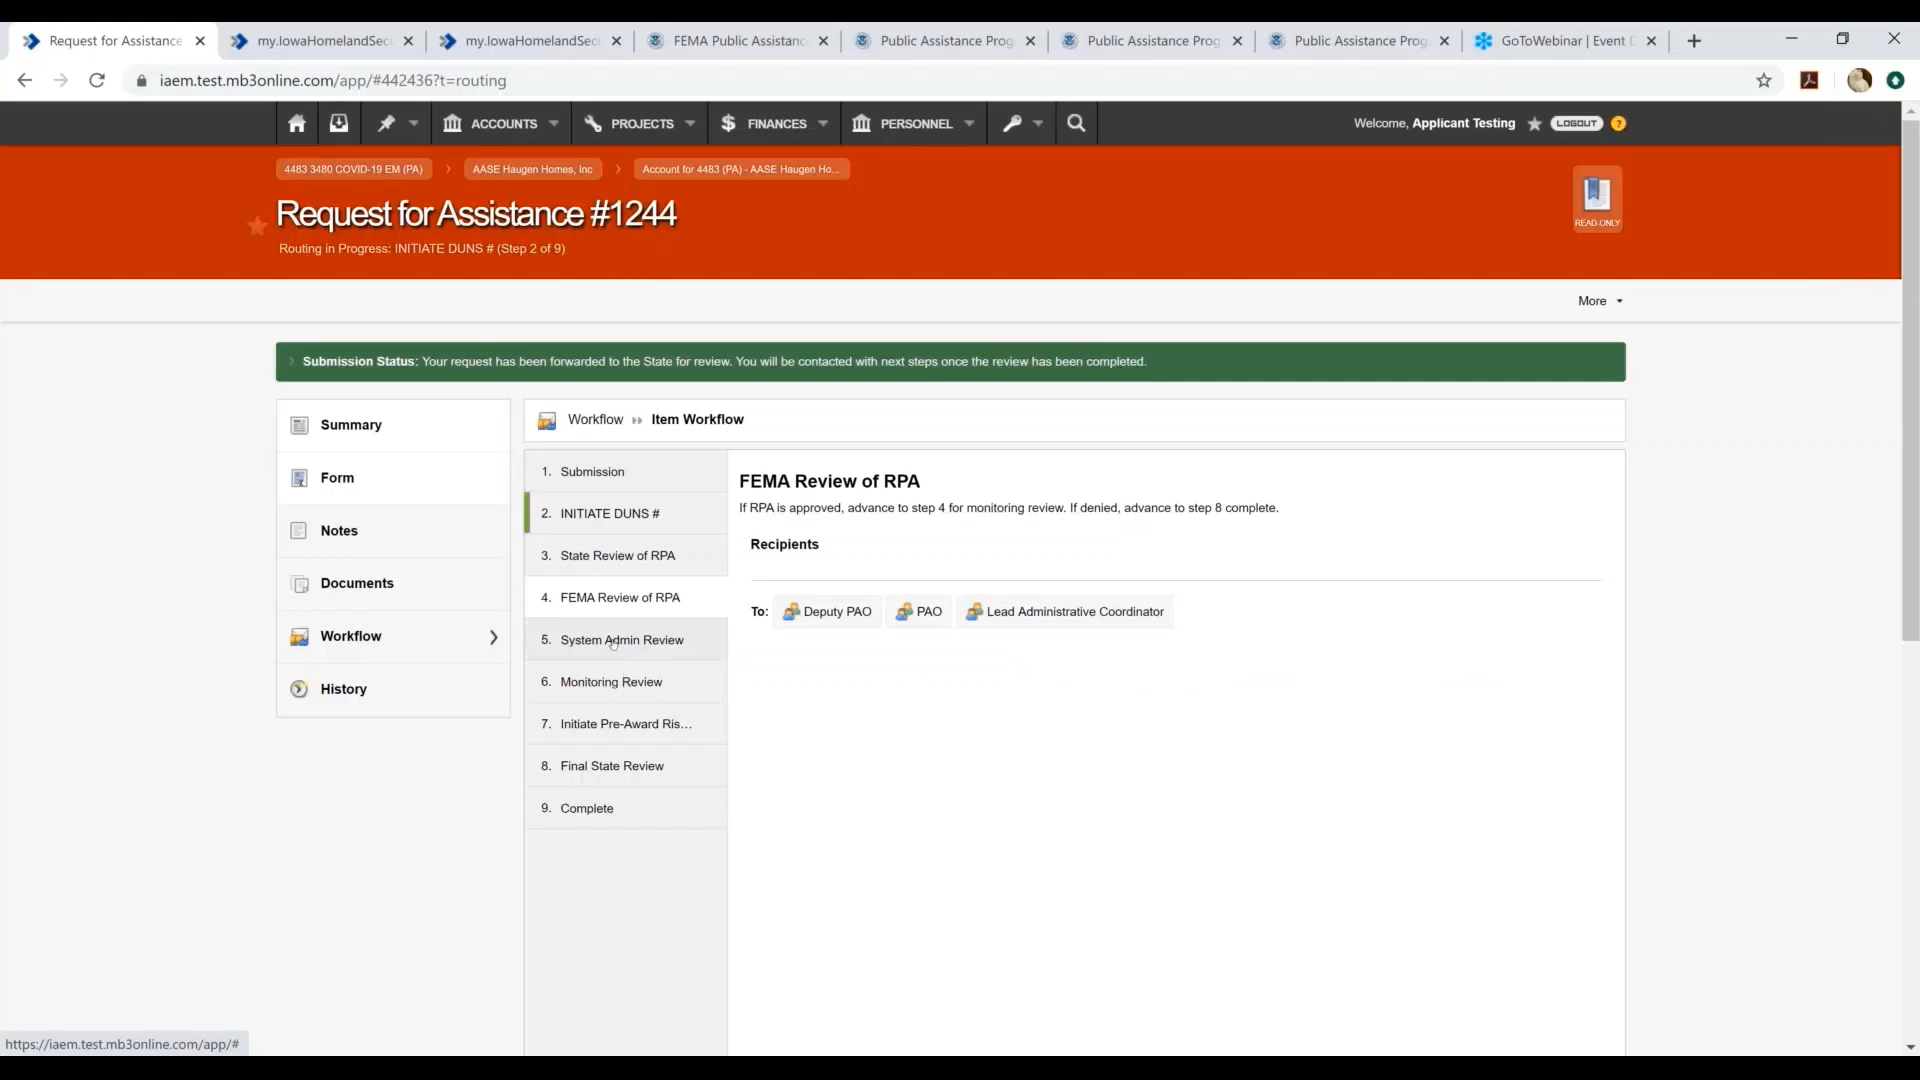 Request for Assistance
my.IowaHomelandSec
my.IowaHomelandSec
FEMA Public Assistanc
Public Assistance Prog
Public Assistance Prog
Public Assistance Prog
GoToWebinar | Event D
iaem.test.mb3online.com/app/#442436?t=routing
ACCOUNTS
PROJECTS
$ FINANCES
PERSONNEL
Welcome, Applicant Testing
LOGOUT
?
4483 3480 COVID-19 EM (PA)
AASE Haugen Homes, Inc
Account for 4483 (PA) - AASE Haugen Ho...
Request for Assistance #1244
Routing in Progress: INITIATE DUNS # (Step 2 of 9)
READ-ONLY
More
Submission Status: Your request has been forwarded to the State for review. You will be contacted with next steps once the review has been completed.
Summary
Form
Notes
Documents
Workflow
History
Workflow Item Workflow
1. Submission
2. INITIATE DUNS #
3. State Review of RPA
4. FEMA Review of RPA
5. System Admin Review
6. Monitoring Review
7. Initiate Pre-Award Ris...
8. Final State Review
9. Complete
FEMA Review of RPA
If RPA is approved, advance to step 4 for monitoring review. If denied, advance to step 8 complete.
Recipients
To: Deputy PAO PAO Lead Administrative Coordinator
https://iaem.test.mb3online.com/app/#